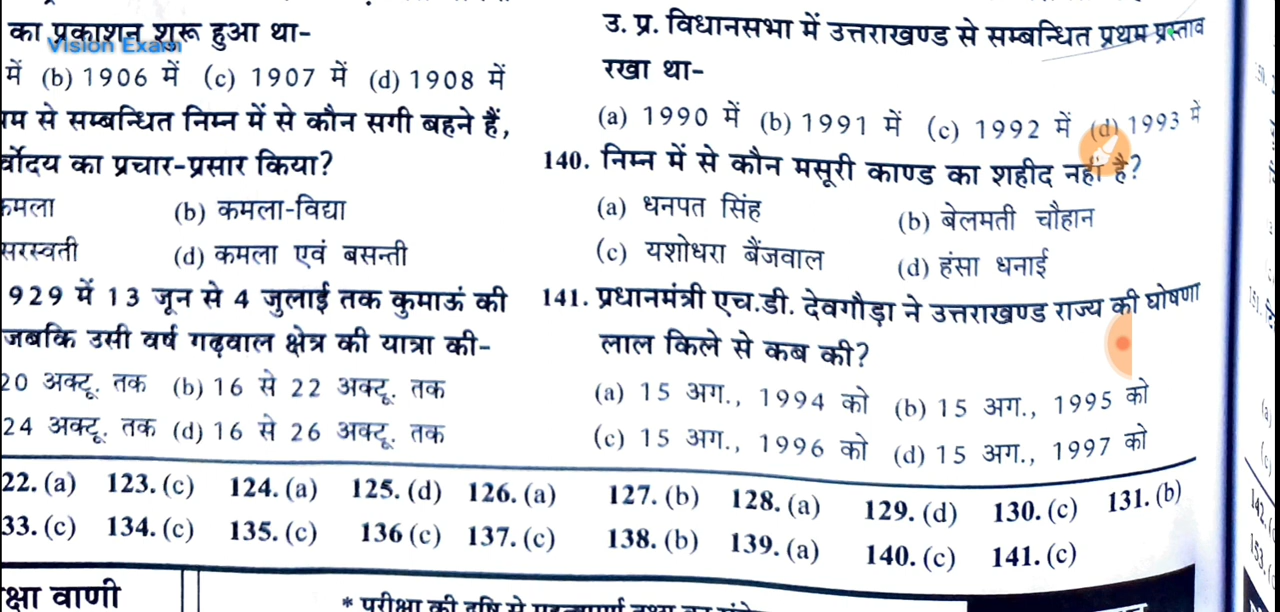 का प्रकाशन शुरू हुआ था-
Vision Exam
में (b) 1906 में (c) 1907 में (d) 1908 में
से सम्बन्धित निम्न में से कौन सगी बहने हैं,
का प्रचार-प्रसार किया?
(b) कमला-विद्या
सरस्वती (d) कमला एवं बसन्ती
929 में 13 जून से 4 जुलाई तक कुमाऊं की
जबकि उसी वर्ष गढ़वाल क्षेत्र की यात्रा की-
20 अक्टू. तक (b) 16 से 22 अक्टू. तक
24 अक्टू. तक (d) 16 से 26 अक्टू. तक
उ. प्र. विधानसभा में उत्तराखण्ड से सम्बन्धित प्रथम प्रस्ताव
रखा था-
(a) 1990 में (b) 1991 में (c) 1992 में (d) 1993 में
140. निम्न में से कौन मसूरी काण्ड का शहीद नहीं है?
(a) धनपत सिंह (b) बेलमती चौहान
(c) यशोधरा बैंजवाल (d) हंसा धनाई
141. प्रधानमंत्री एच.डी. देवगौड़ा ने उत्तराखण्ड राज्य की घोषणा
लाल किले से कब की?
(a) 15 अग., 1994 को (b) 15 अग., 1995 को
(c) 15 अग., 1996 को (d) 15 अग., 1997 को
22. (a) 123. (c) 124. (a) 125. (d) 126. (a) 127. (b) 128. (a) 129. (d) 130. (c) 131. (b)
33. (c) 134. (c) 135. (c) 136 (c) 137. (c) 138. (b) 139. (a) 140. (c) 141. (c)
वाणी
* परीक्षा की दृष्टि से